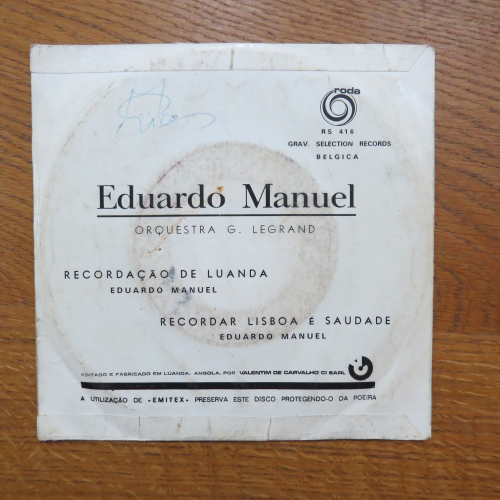 roda
RS 416
GRAV. SELECTION RECORDS
BELGICA
Eduardo Manuel
ORQUESTRA G. LEGRAND
RECORDAÇÃO DE LUANDA
EDUARDO MANUEL
RECORDAR LISBOA É SAUDADE
EDUARDO MANUEL
EDITADO E FABRICADO EM LUANDA, ANGOLA, POR VALENTIM DE CARVALHO CI SARL
A UTILIZAÇÃO DE «EMITEX» PRESERVA ESTE DISCO PROTEGENDO-O DA POEIRA